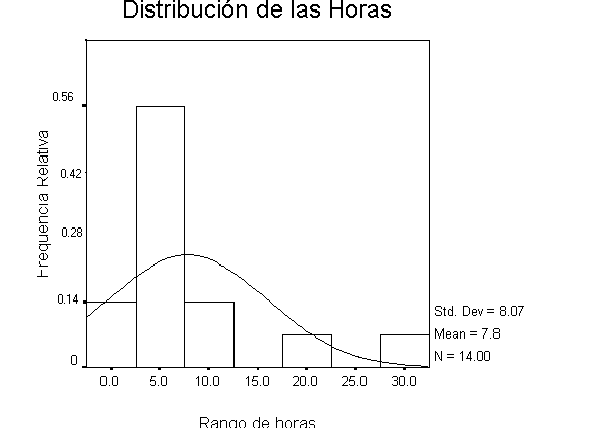 Distribución de las Horas
Frequencia Relativa
0.56
0.42
0.28
0.14
0
0.0 5.0 10.0 15.0 20.0 25.0 30.0
Std. Dev = 8.07
Mean = 7.8
N = 14.00
Rango de horas